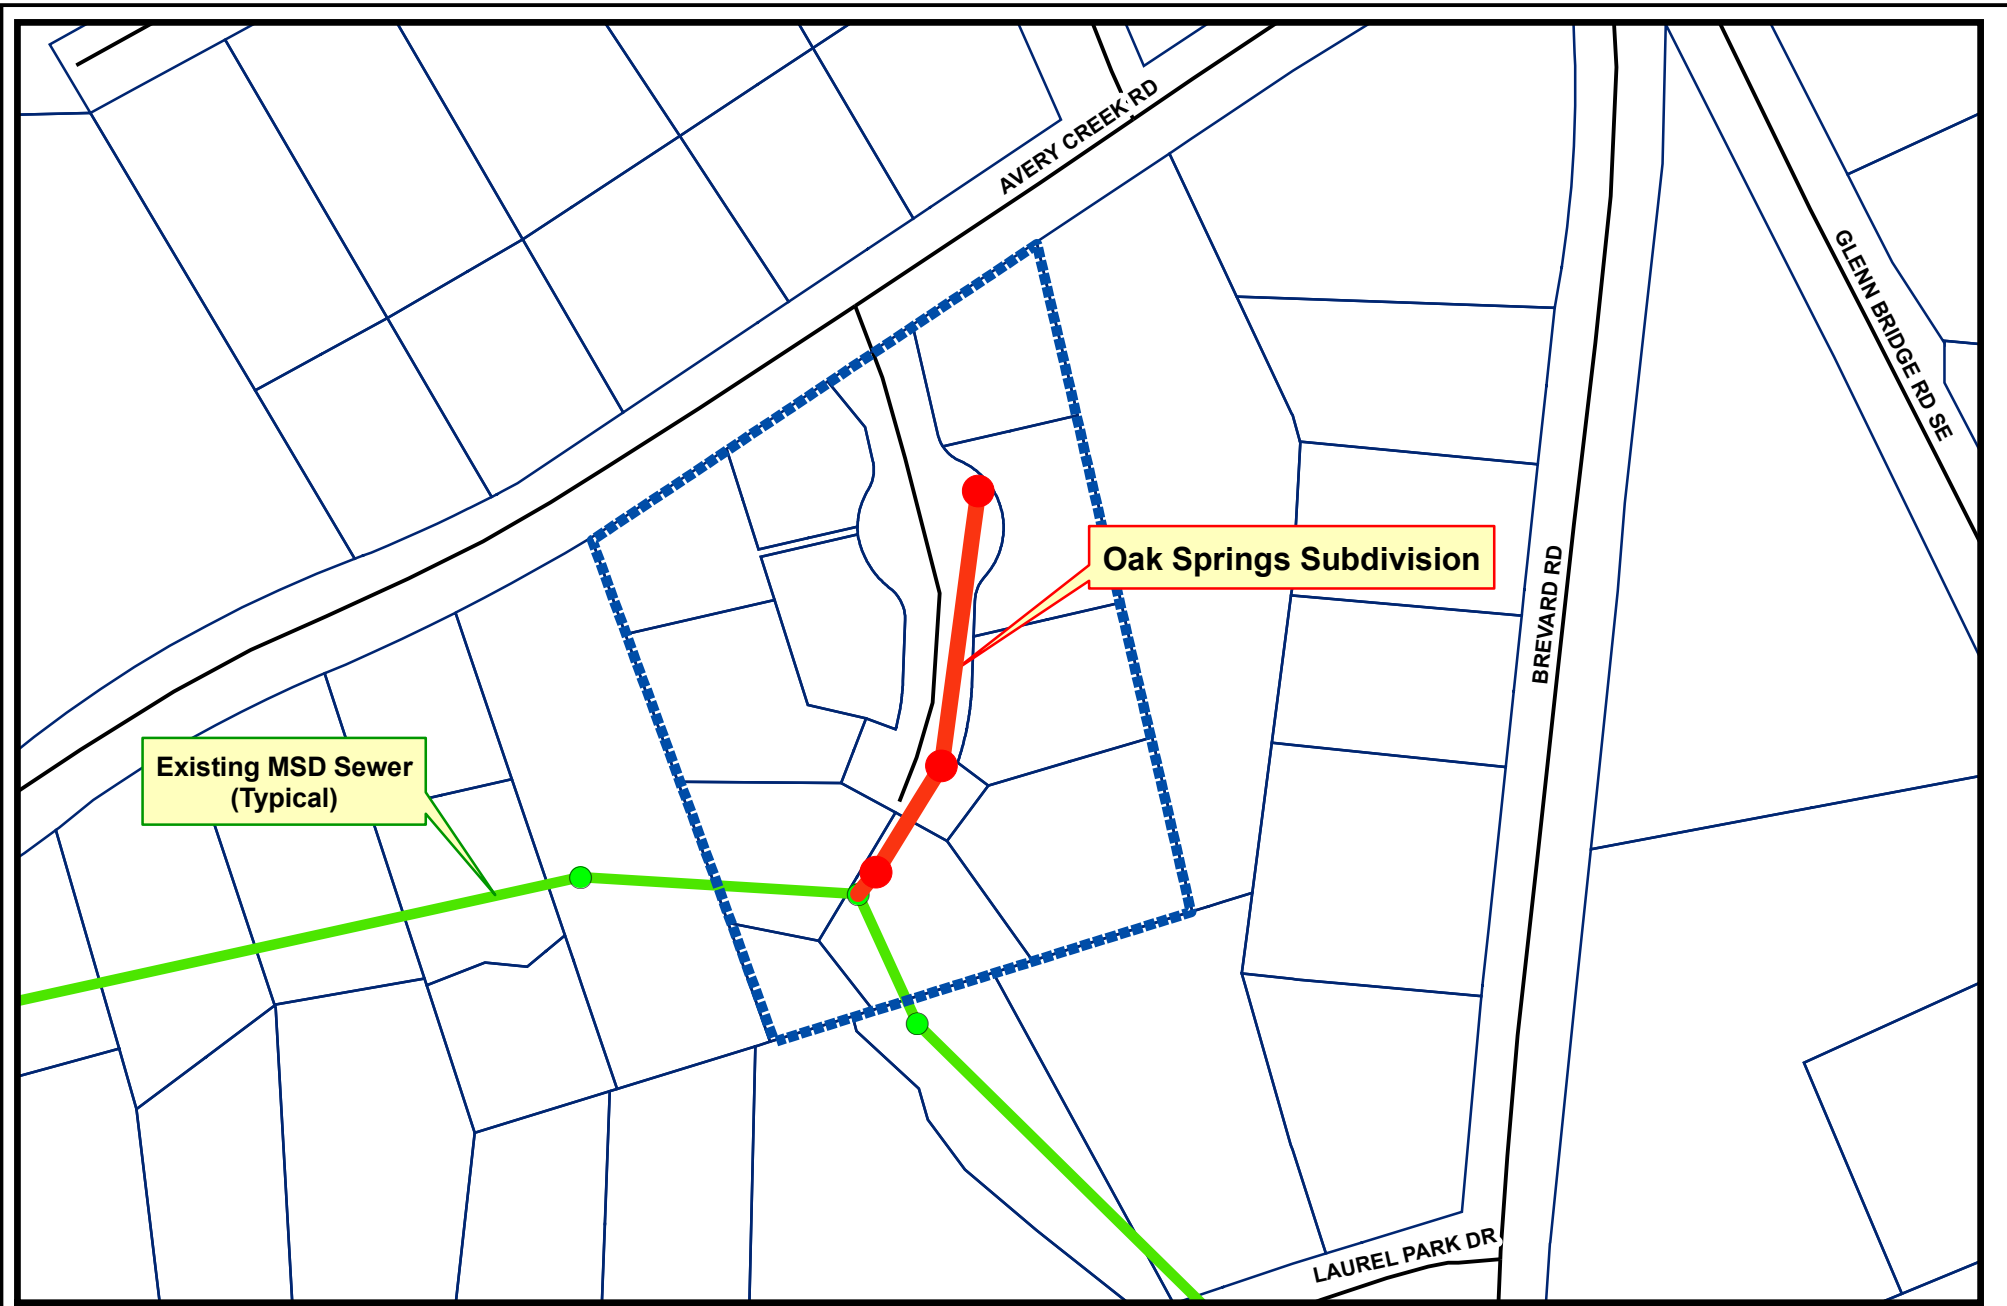 AVERY CREEK RD
GLENN BRIDGE RD SE
Oak Springs Subdivision
BREVARD RD
Existing MSD Sewer
(Typical)
LAUREL PARK DR